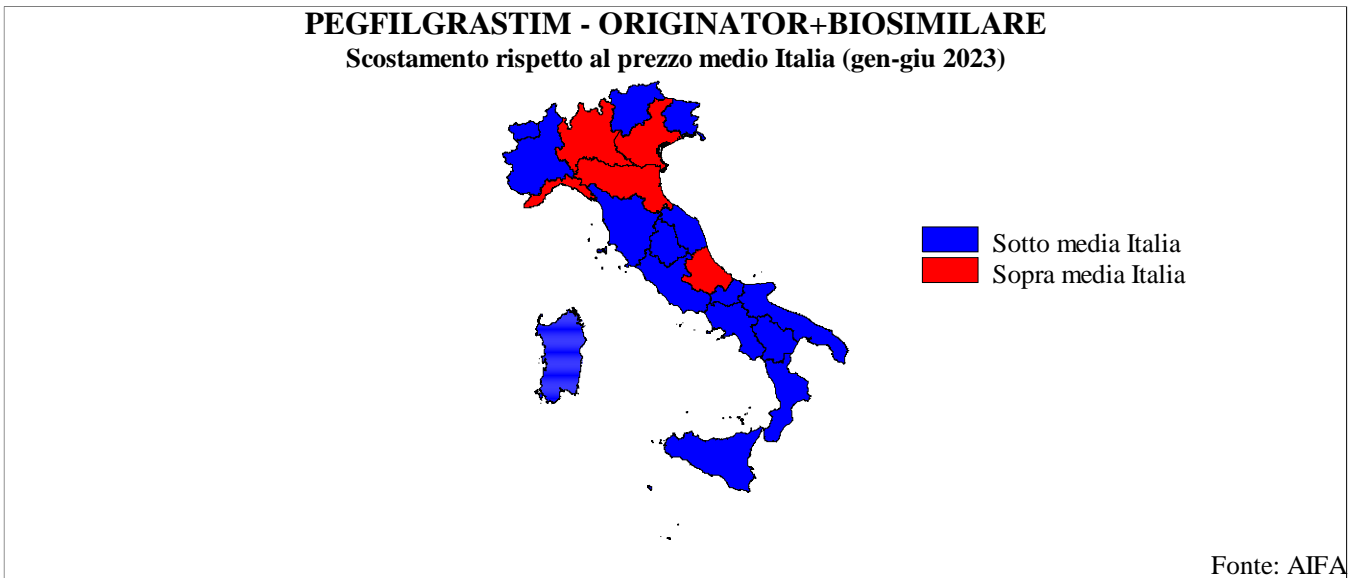 PEGFILGRASTIM - ORIGINATOR+BIOSIMILARE
Scostamento rispetto al prezzo medio Italia (gen-giu 2023)
Sotto media Italia
Sopra media Italia
Fonte: AIFA